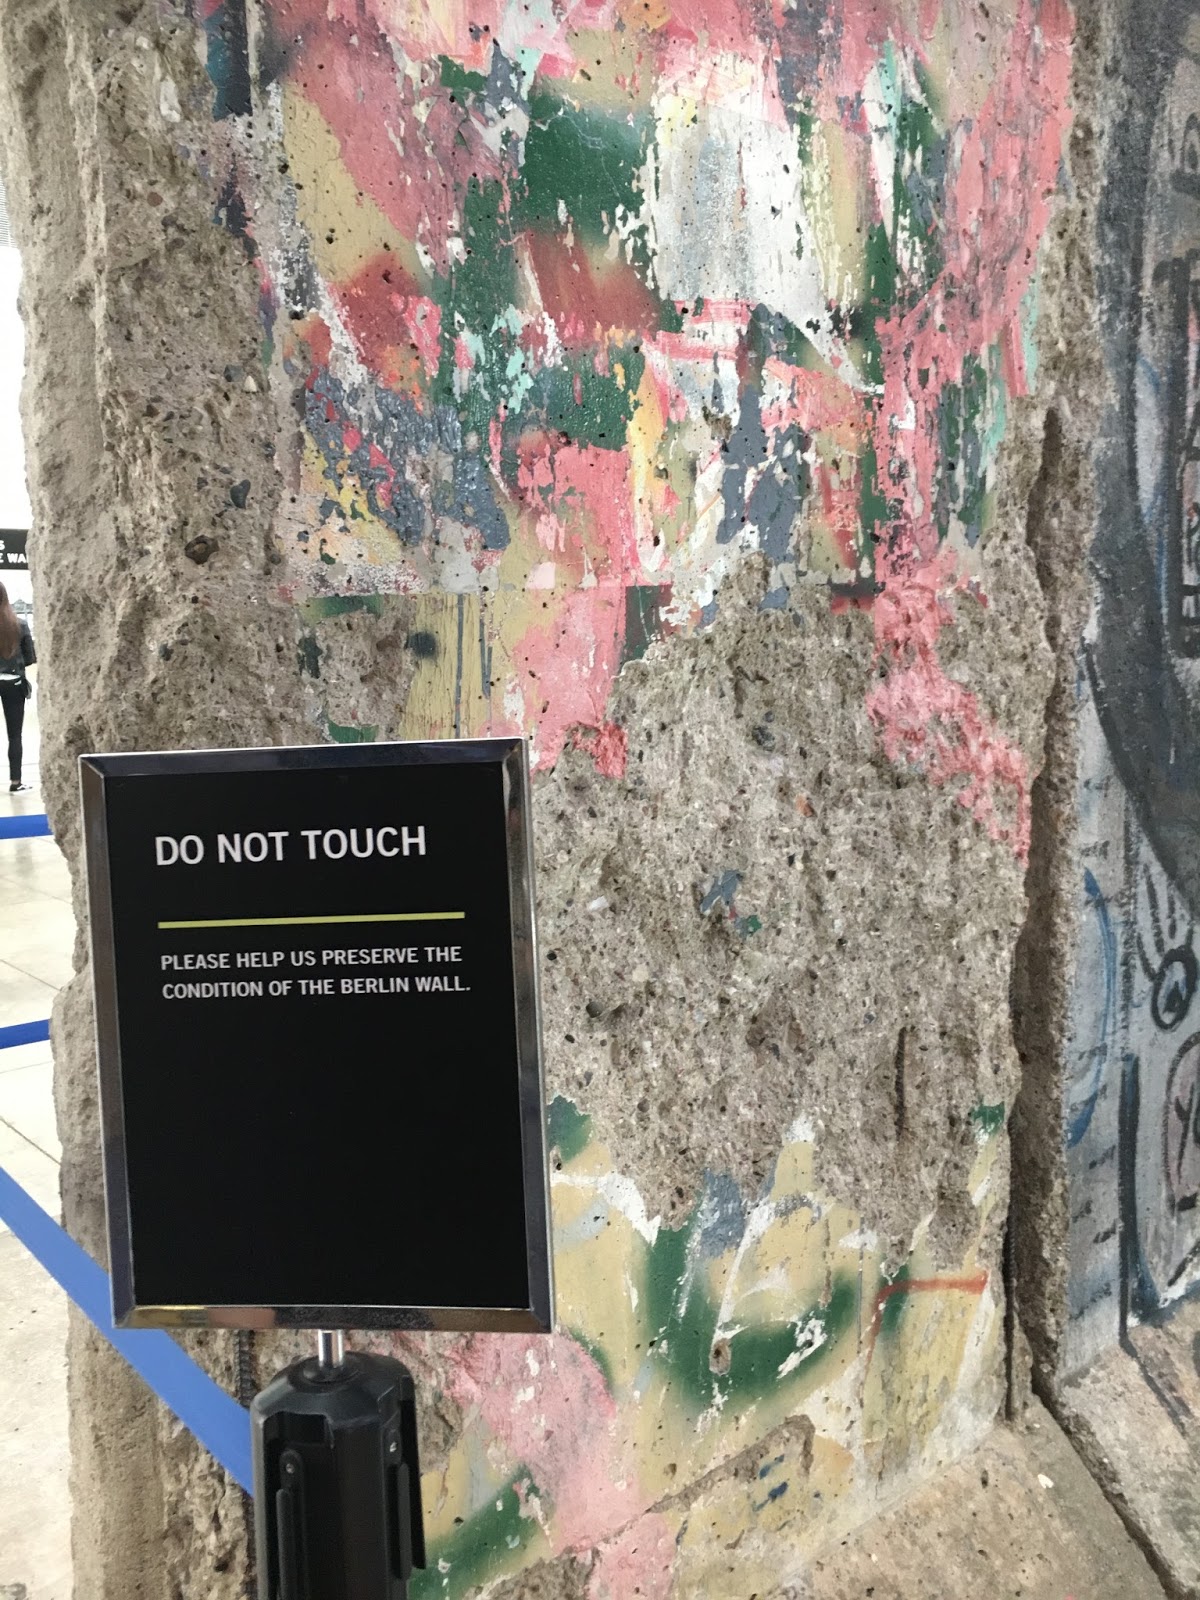 DO NOT TOUCH
PLEASE HELP US PRESERVE THE
CONDITION OF THE BERLIN WALL.